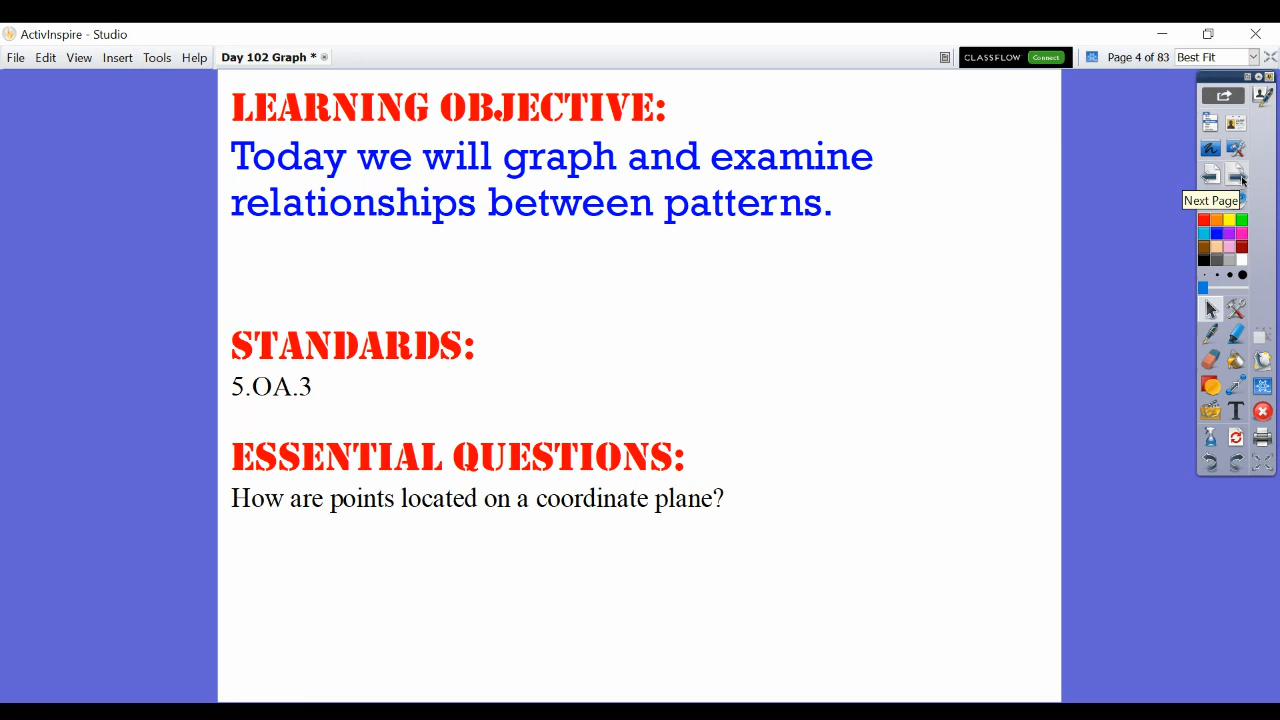 ActivInspire - Studio
File Edit View Insert Tools Help Day 102 Graph * CLASSFLOW Connect Page 4 of 83 Best Fit
LEARNING OBJECTIVE:
Today we will graph and examine
relationships between patterns.
Next Page
STANDARDS:
5.OA.3
ESSENTIAL QUESTIONS:
How are points located on a coordinate plane?